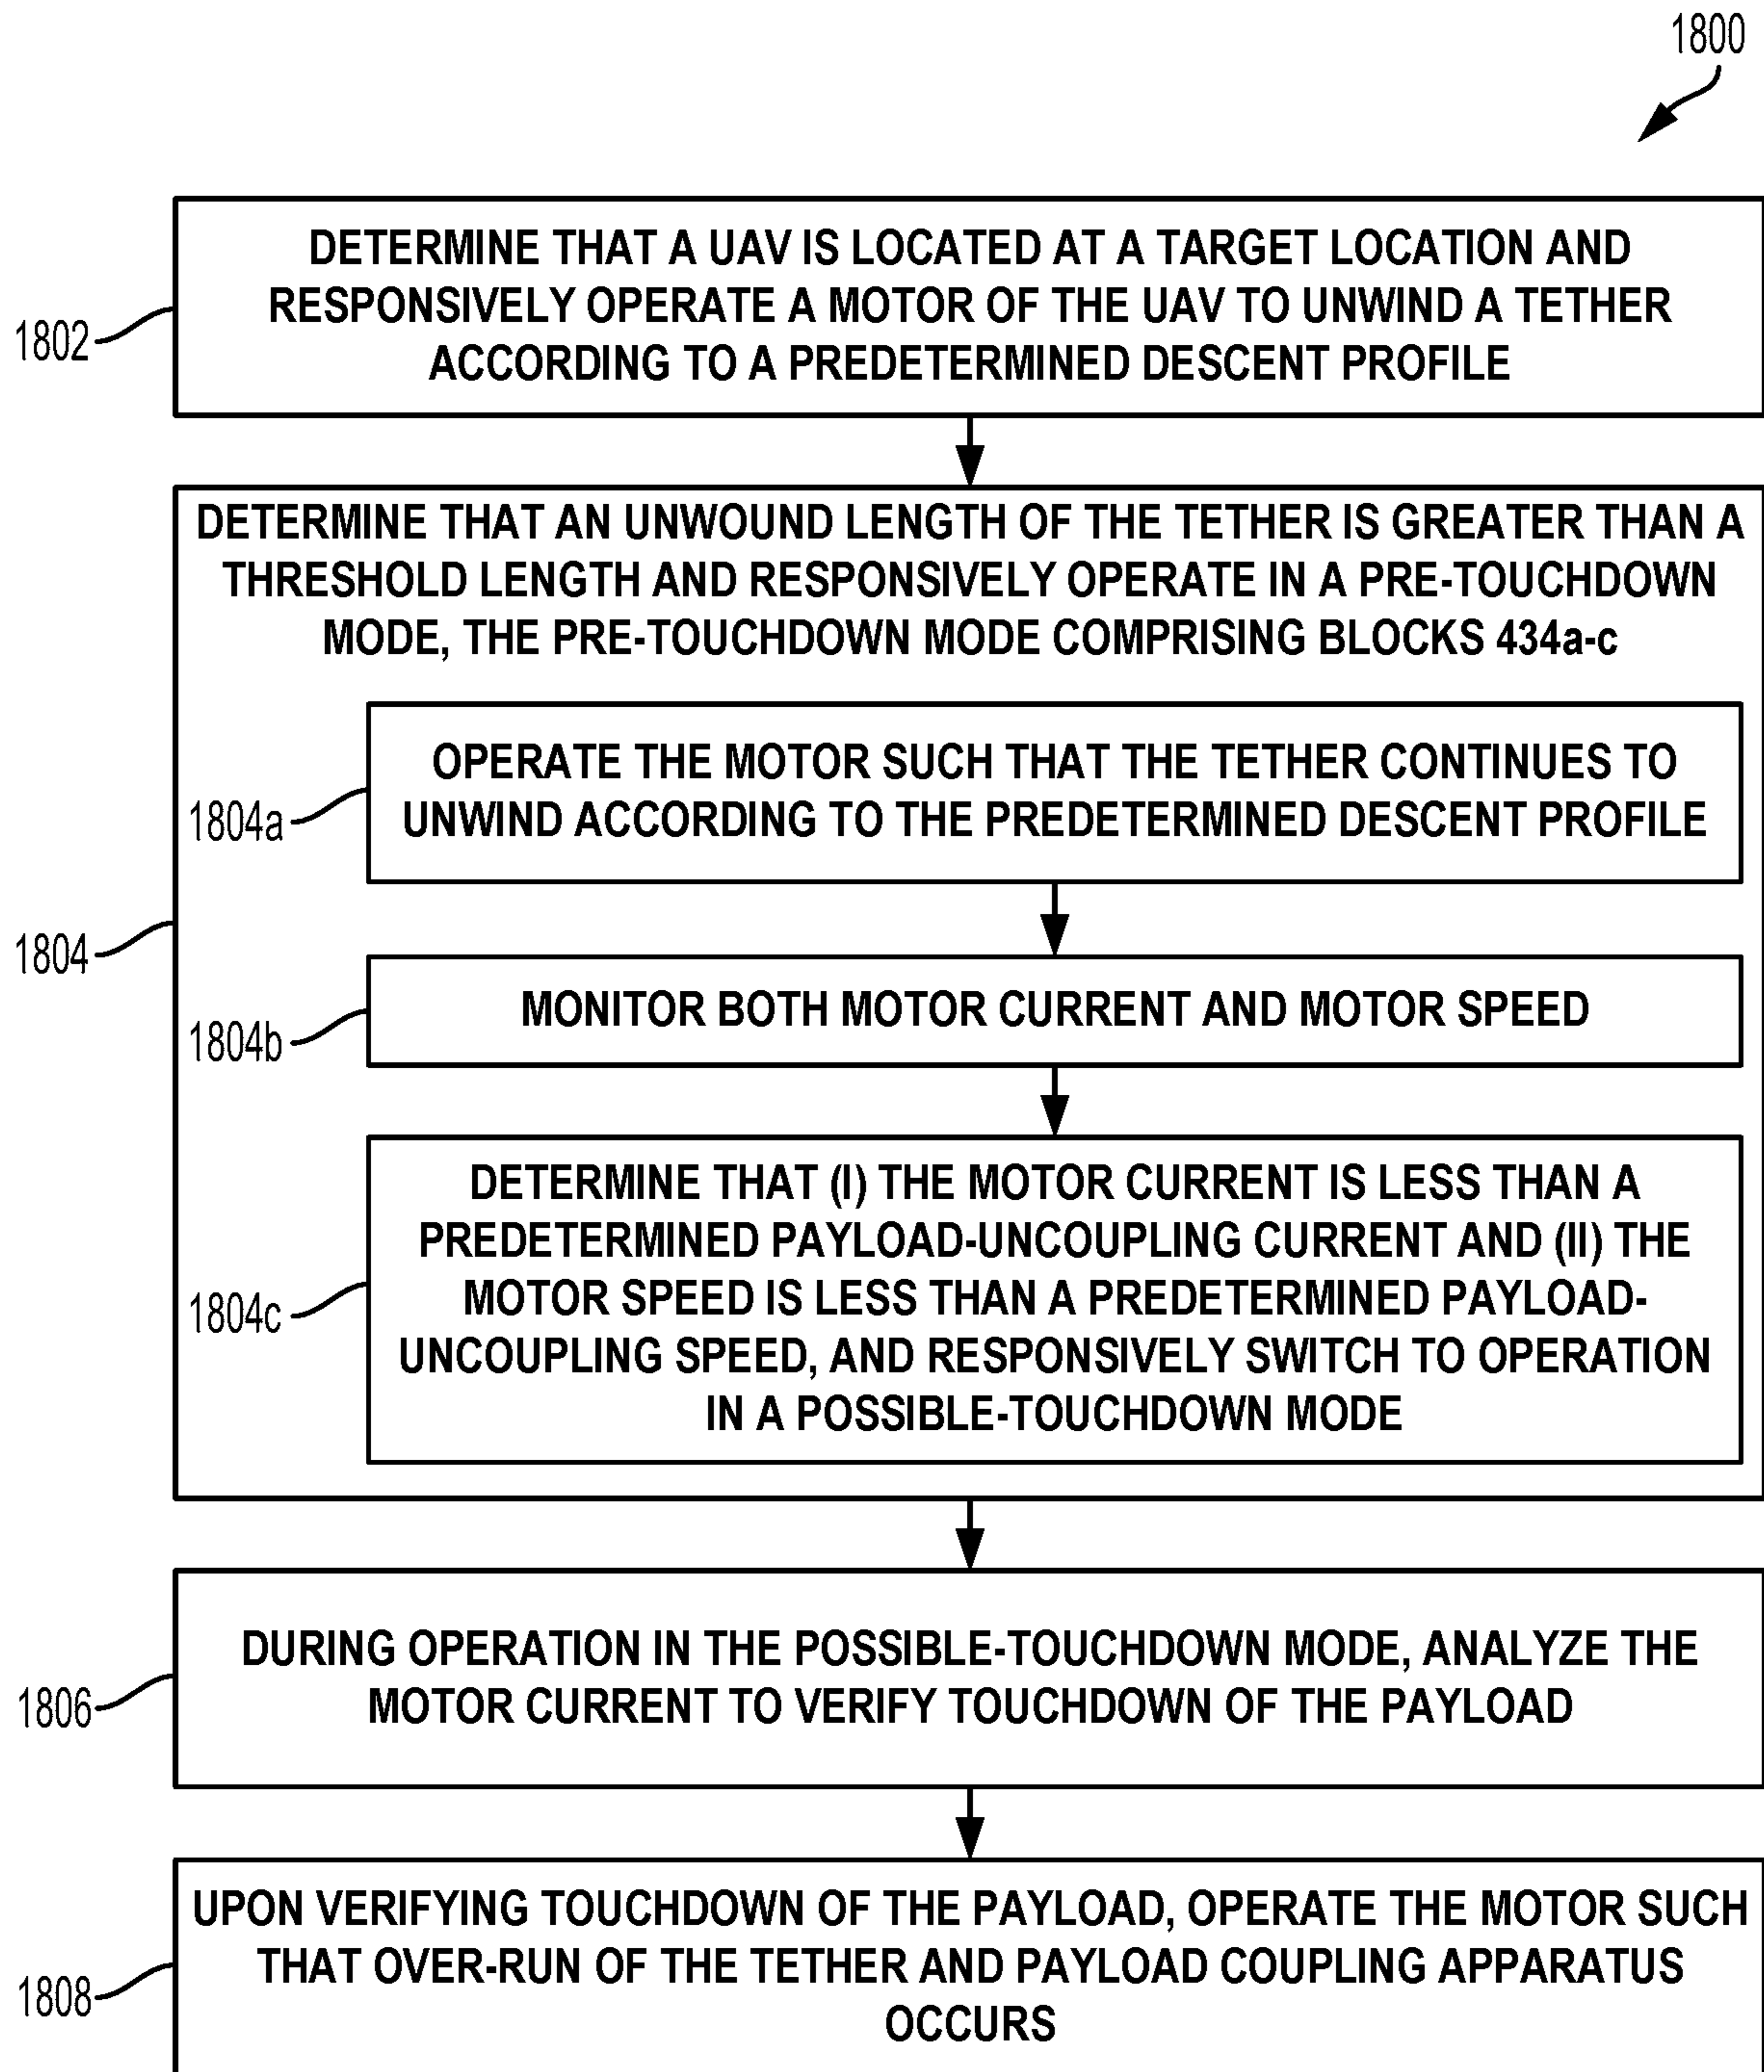 1800
DETERMINE THAT A UAV IS LOCATED AT A TARGET LOCATION AND
RESPONSIVELY OPERATE A MOTOR OF THE UAV TO UNWIND A TETHER
ACCORDING TO A PREDETERMINED DESCENT PROFILE
1802
DETERMINE THAT AN UNWOUND LENGTH OF THE TETHER IS GREATER THAN A
THRESHOLD LENGTH AND RESPONSIVELY OPERATE IN A PRE-TOUCHDOWN
MODE, THE PRE-TOUCHDOWN MODE COMPRISING BLOCKS 434a-c
OPERATE THE MOTOR SUCH THAT THE TETHER CONTINUES TO
UNWIND ACCORDING TO THE PREDETERMINED DESCENT PROFILE
1804a
1804
MONITOR BOTH MOTOR CURRENT AND MOTOR SPEED
1804b
DETERMINE THAT (I) THE MOTOR CURRENT IS LESS THAN A
PREDETERMINED PAYLOAD-UNCOUPLING CURRENT AND (II) THE
MOTOR SPEED IS LESS THAN A PREDETERMINED PAYLOAD-
UNCOUPLING SPEED, AND RESPONSIVELY SWITCH TO OPERATION
IN A POSSIBLE-TOUCHDOWN MODE
1804c
DURING OPERATION IN THE POSSIBLE-TOUCHDOWN MODE, ANALYZE THE
MOTOR CURRENT TO VERIFY TOUCHDOWN OF THE PAYLOAD
1806
UPON VERIFYING TOUCHDOWN OF THE PAYLOAD, OPERATE THE MOTOR SUCH
THAT OVER-RUN OF THE TETHER AND PAYLOAD COUPLING APPARATUS
OCCURS
1808